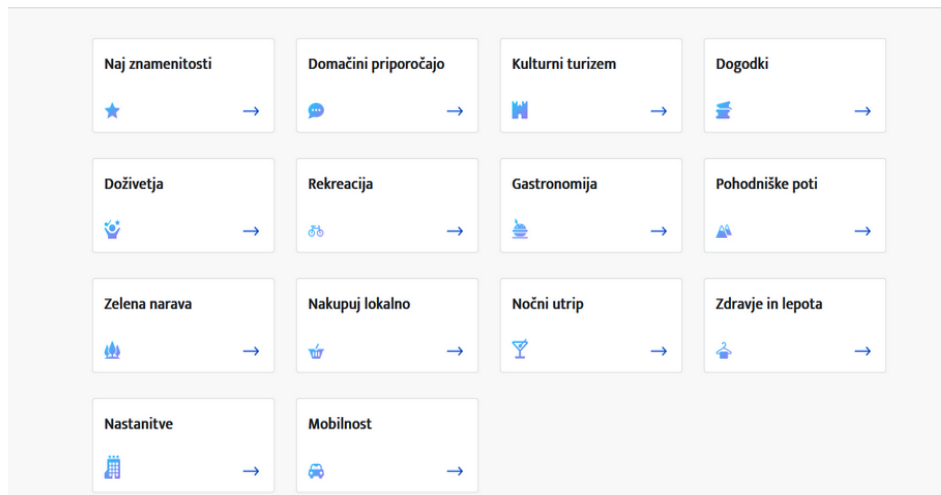 Naj znamenitosti
Domačini priporočajo
Kulturni turizem
Dogodki
Doživetja
Rekreacija
Gastronomija
Pohodniške poti
Zelena narava
Nakupuj lokalno
Nočni utrip
Zdravje in lepota
Nastanitve
Mobilnost